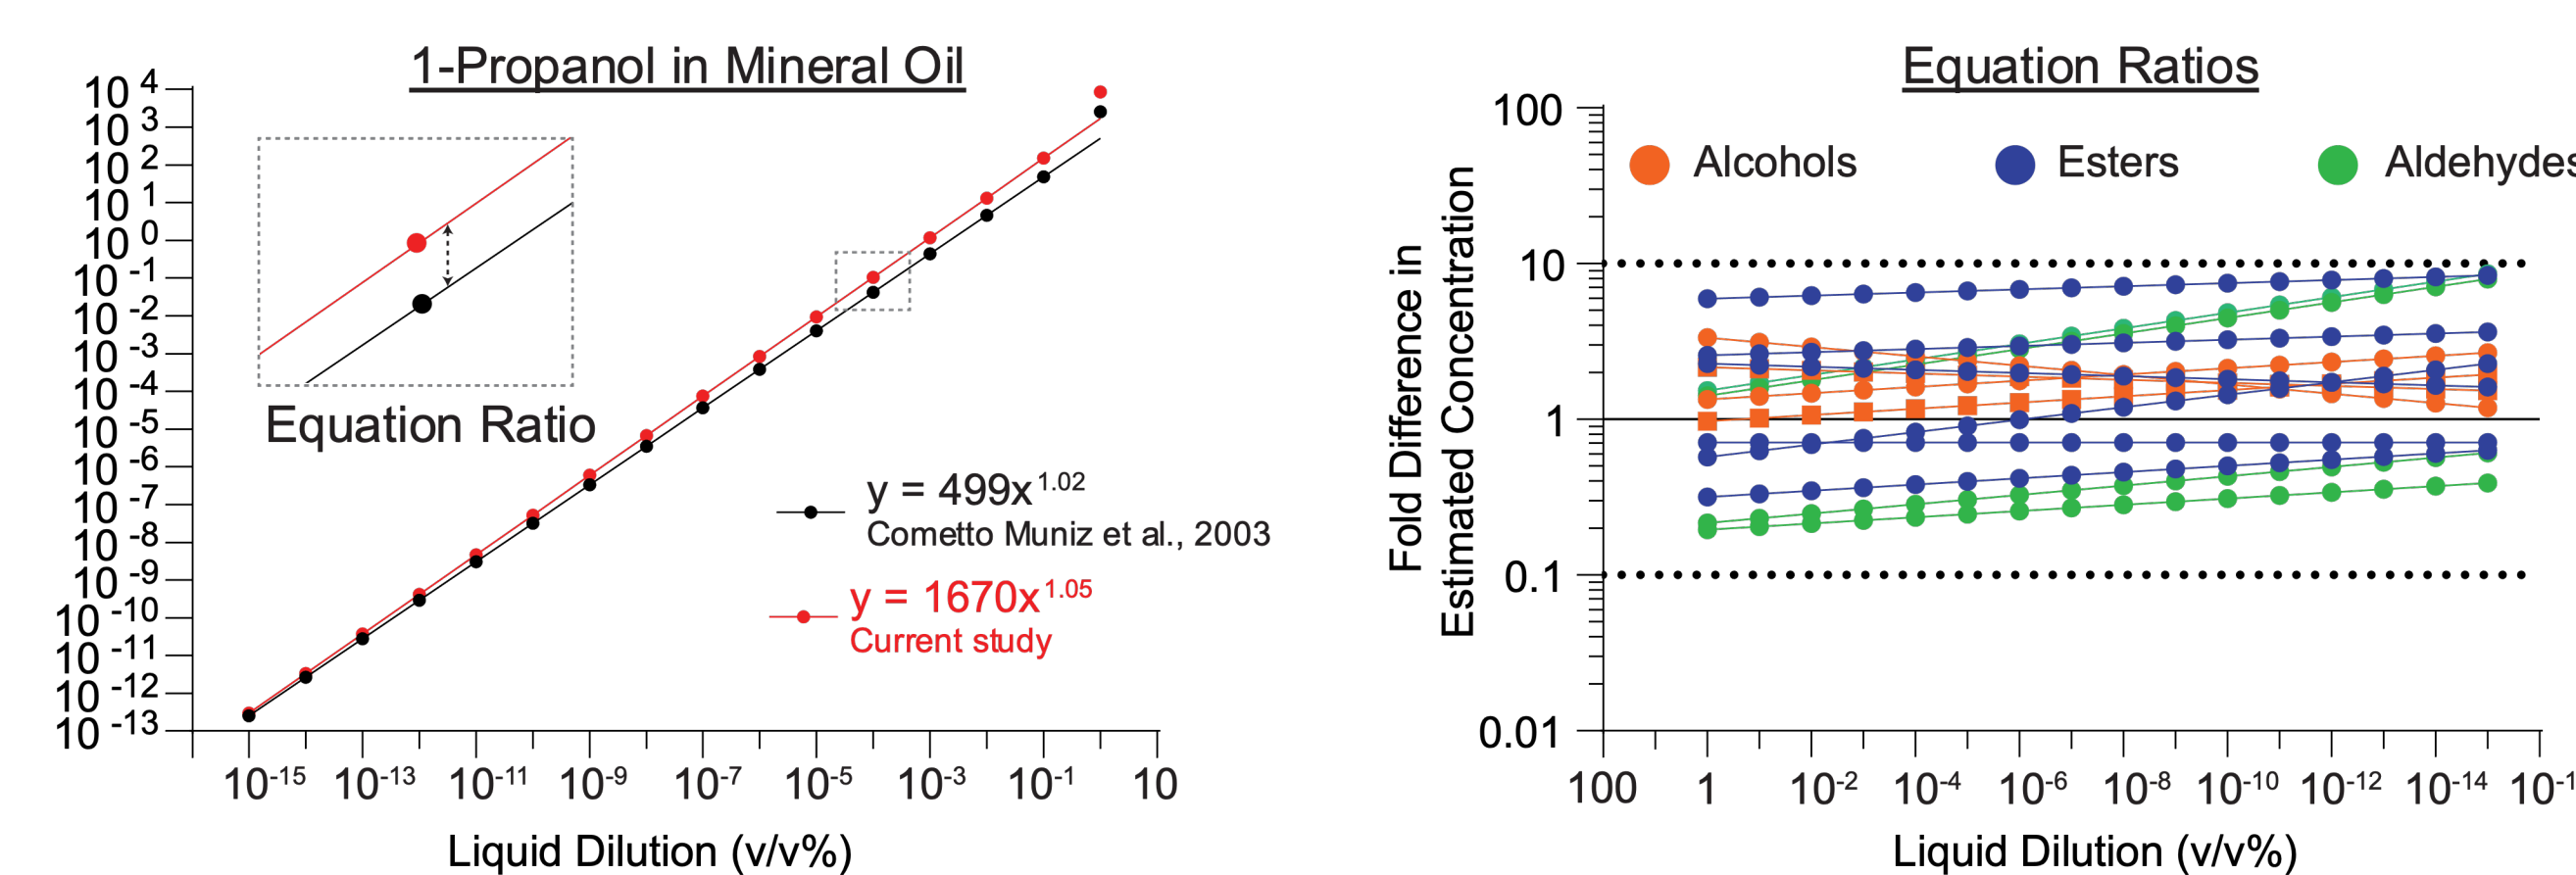 1-Propanol in Mineral Oil
10 4
10 3
10 2
10 1
10 0
10 -1
10 -2
10 -3
10 -4
10 -5
10 -6
10 -7
10 -8
10 -9
10 -10
10 -11
10 -12
10 -13
Equation Ratio
y = 499x1.02
Cometto Muniz et al., 2003
y = 1670x1.05
Current study
10-15 10-13 10-11 10-9 10-7 10-5 10-3 10-1 10
Liquid Dilution (v/v%)
Equation Ratios
Fold Difference in
Estimated Concentration
100
10
1
0.1
0.01
Alcohols Esters Aldehydes
100 1 10-2 10-4 10-6 10-8 10-10 10-12 10-14 10-1
Liquid Dilution (v/v%)